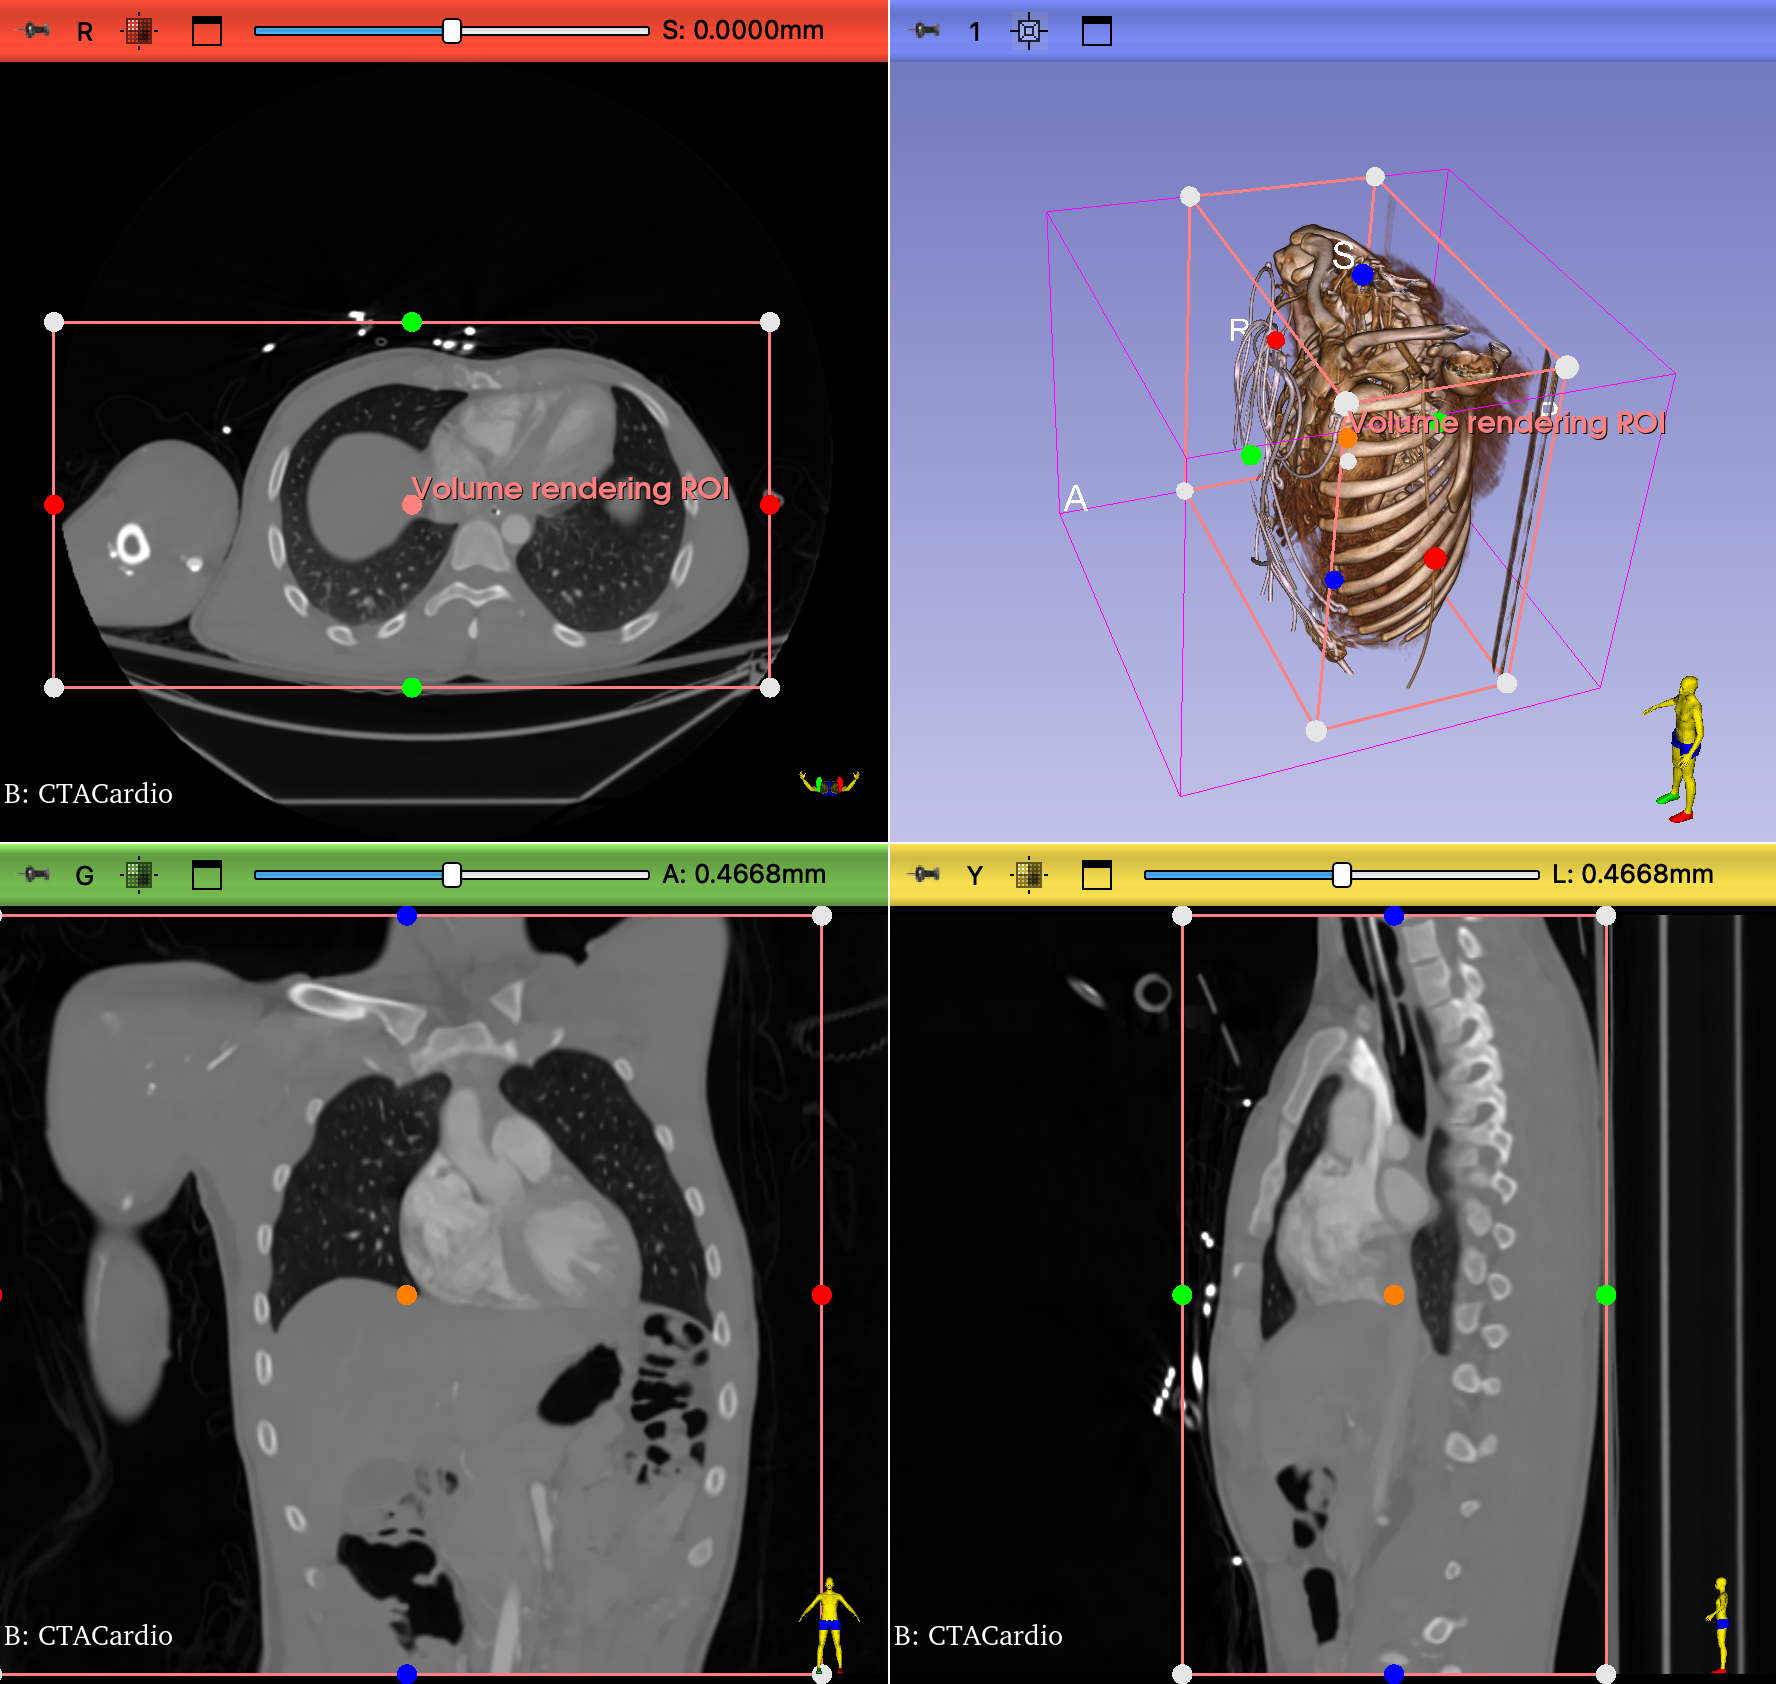 R S: 0.0000mm
1
Volume rendering ROI
B: CTACardio
S
R
A
P
Volume rendering ROI
G A: 0.4668mm
Y L: 0.4668mm
B: CTACardio
B: CTACardio